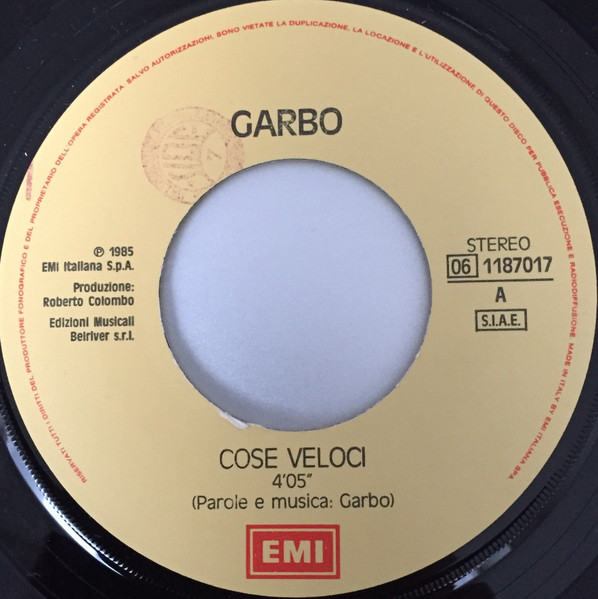 RISERVATI TUTTI I DIRITTI DEL PRODUTTORE FONOGRAFICO E DEL PROPRIETARIO DELL'OPERA REGISTRATA. SALVO AUTORIZZAZIONI, SONO VIETATE LA DUPLICAZIONE, LA LOCAZIONE E L'UTILIZZAZIONE DI QUESTO DISCO PER PUBBLICA ESECUZIONE E RADIODIFFUSIONE. MADE IN ITALY BY EMI ITALIANA SPA
GARBO
℗ 1985
EMI Italiana S.p.A.
Produzione:
Roberto Colombo
Edizioni Musicali
Belriver s.r.l.
STEREO
06 1187017
A
S.I.A.E.
COSE VELOCI
4'05"
(Parole e musica: Garbo)
EMI